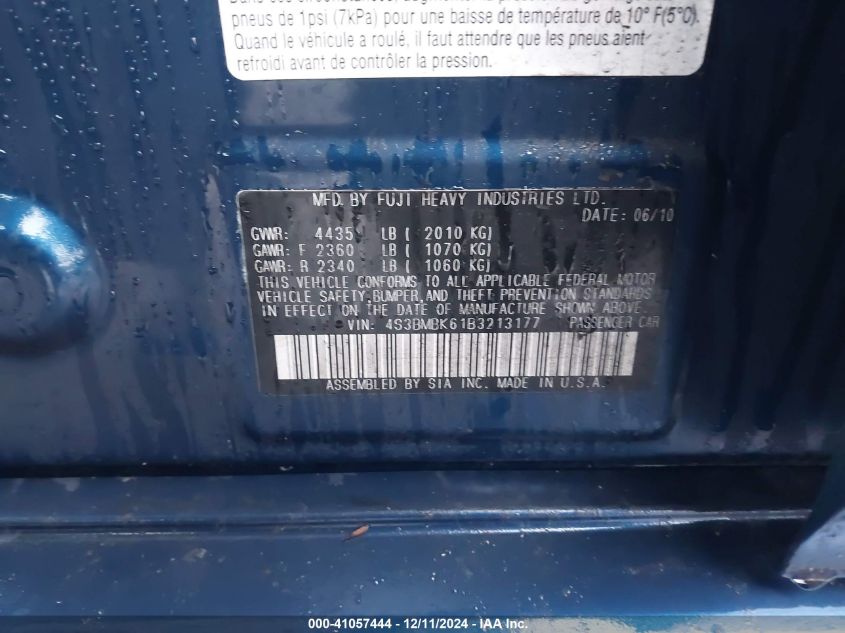 pneus de 1psi (7kPa) pour une baisse de température de 10° F(5°C).
Quand le véhicule a roulé, il faut attendre que les pneus aient
refroidi avant de contrôler la pression.
MFD. BY FUJI HEAVY INDUSTRIES LTD.
DATE: 06/10
GVWR: 4435 LB ( 2010 KG)
GAWR: F 2360 LB ( 1070 KG)
GAWR: R 2340 LB ( 1060 KG)
THIS VEHICLE CONFORMS TO ALL APPLICABLE FEDERAL MOTOR
VEHICLE SAFETY,BUMPER,AND THEFT PREVENTION STANDARDS
IN EFFECT ON THE DATE OF MANUFACTURE SHOWN ABOVE.
VIN: 4S3BMBK61B3213177 PASSENGER CAR
ASSEMBLED BY SIA INC. MADE IN U.S.A.
000-41057444 - 12/11/2024 - IAA Inc.